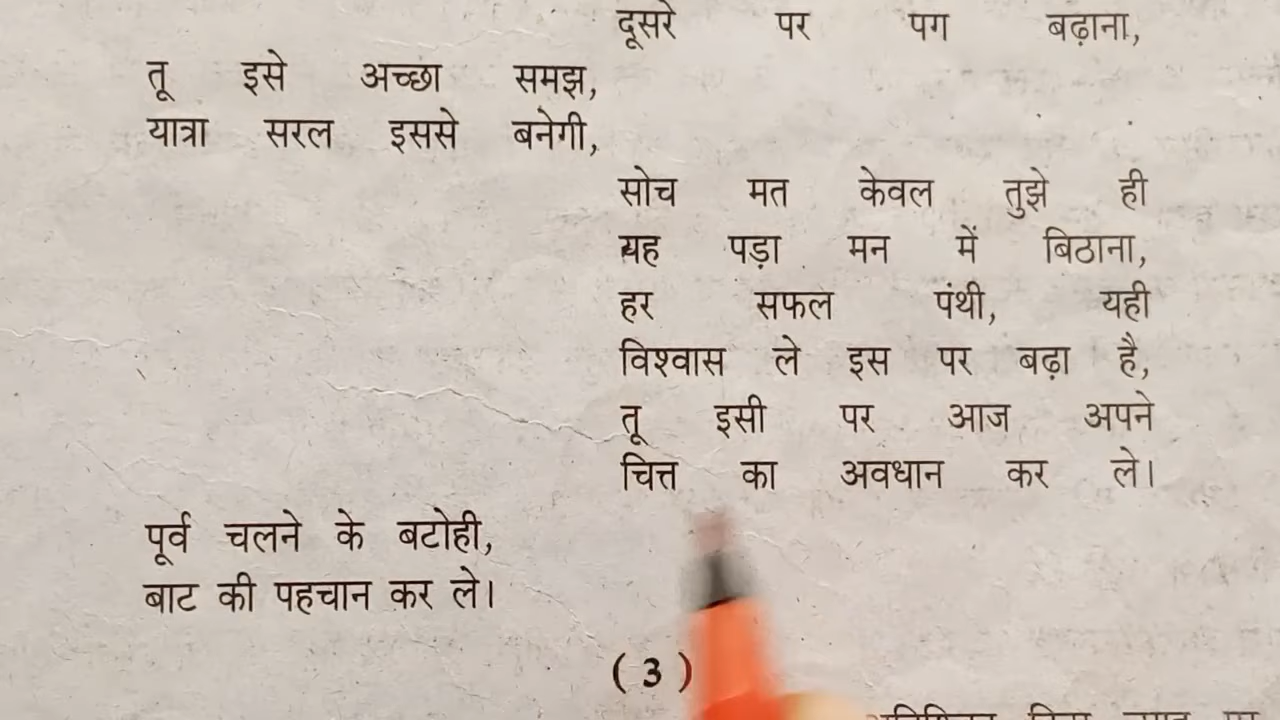 दूसरे पर पग बढ़ाना,
तू इसे अच्छा समझ,
यात्रा सरल इससे बनेगी,
सोच मत केवल तुझे ही
यह पड़ा मन में बिठाना,
हर सफल पंथी, यही
विश्वास ले इस पर बढ़ा है,
तू इसी पर आज अपने
चित्त का अवधान कर ले।
पूर्व चलने के बटोही,
बाट की पहचान कर ले।
( 3 )